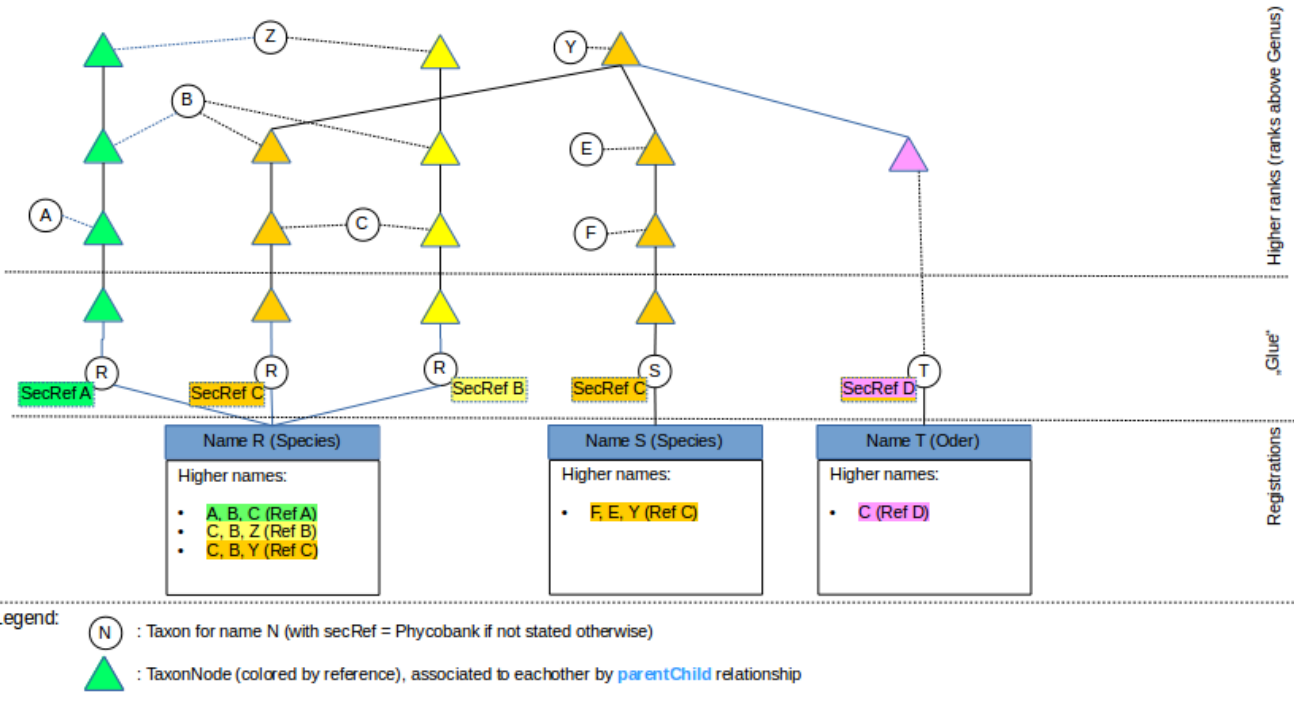 Z
Y
B
E
A
C
F
Higher ranks (ranks above Genus)
R
R
R
S
T
SecRef A
SecRef C
SecRef B
SecRef C
SecRef D
„Glue"
Name R (Species)
Higher names:
• A, B, C (Ref A)
• C, B, Z (Ref B)
• C, B, Y (Ref C)
Name S (Species)
Higher names:
• F, E, Y (Ref C)
Name T (Oder)
Higher names:
• C (Ref D)
Registrations
Legend:
N : Taxon for name N (with secRef = Phycobank if not stated otherwise)
: TaxonNode (colored by reference), associated to eachother by parentChild relationship